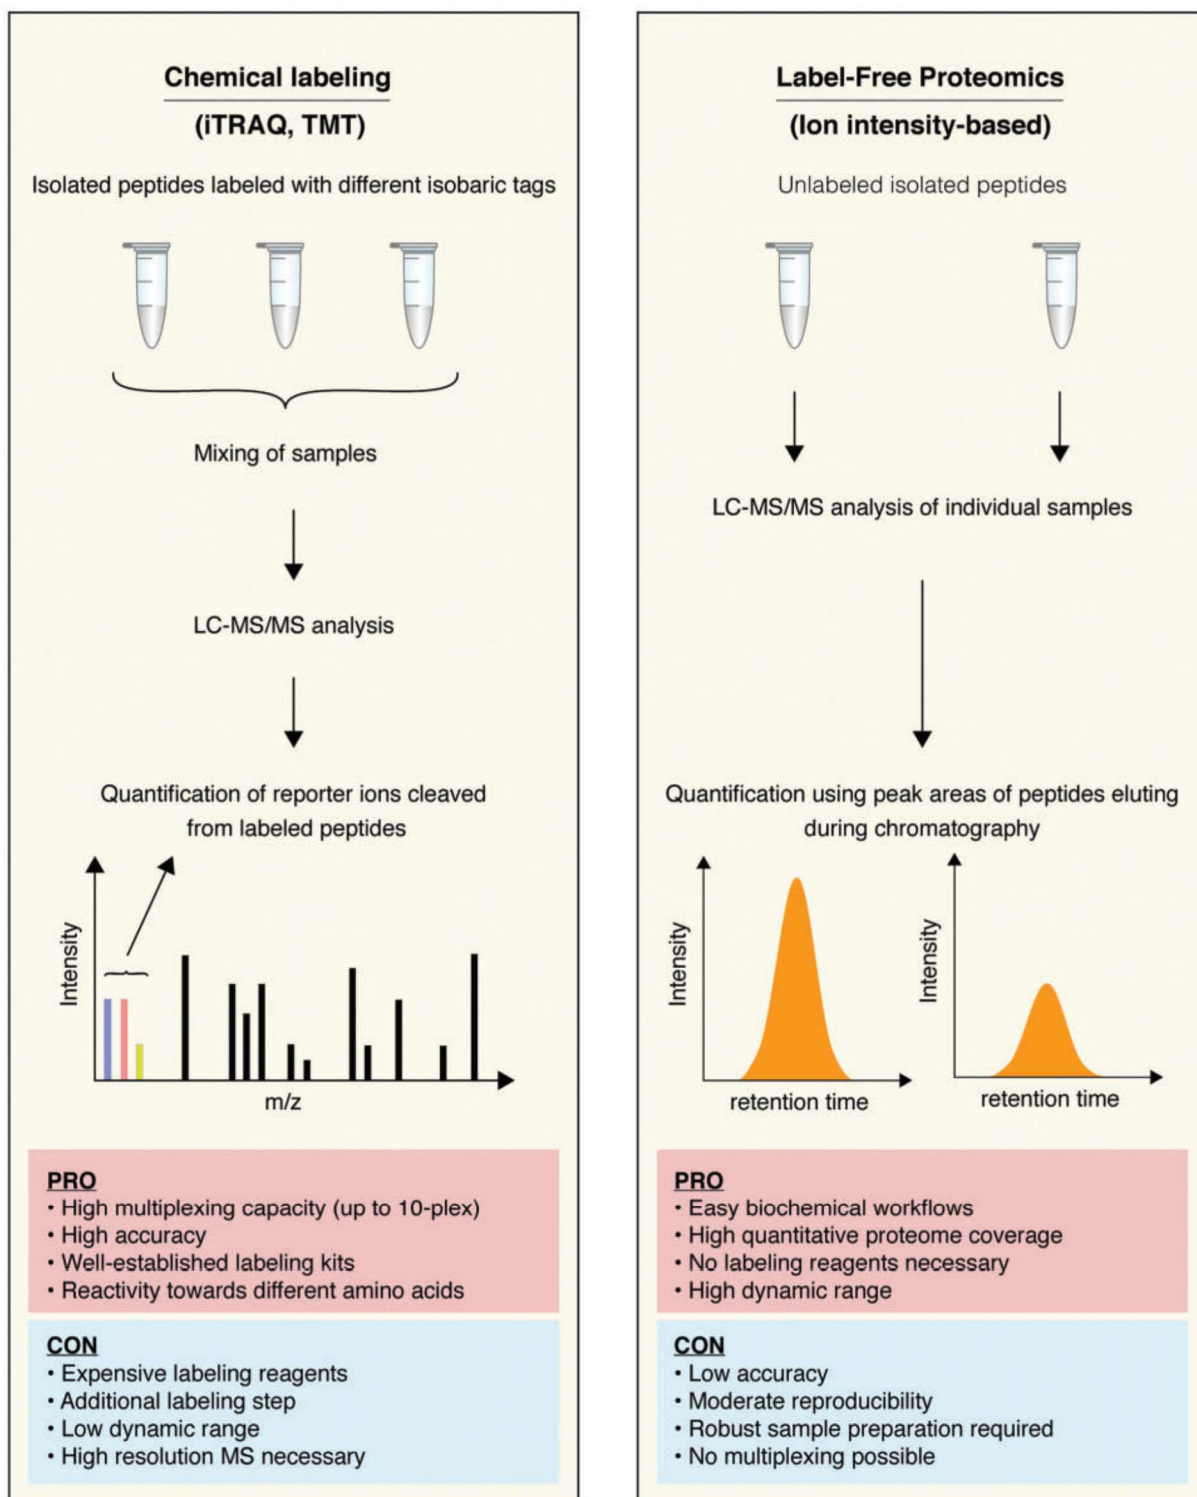 Chemical labeling
(iTRAQ, TMT)
Isolated peptides labeled with different isobaric tags
Mixing of samples
LC-MS/MS analysis
Quantification of reporter ions cleaved
from labeled peptides
Intensity
m/z
PRO
• High multiplexing capacity (up to 10-plex)
• High accuracy
• Well-established labeling kits
• Reactivity towards different amino acids
CON
• Expensive labeling reagents
• Additional labeling step
• Low dynamic range
• High resolution MS necessary
Label-Free Proteomics
(Ion intensity-based)
Unlabeled isolated peptides
LC-MS/MS analysis of individual samples
Quantification using peak areas of peptides eluting
during chromatography
Intensity
retention time
Intensity
retention time
PRO
• Easy biochemical workflows
• High quantitative proteome coverage
• No labeling reagents necessary
• High dynamic range
CON
• Low accuracy
• Moderate reproducibility
• Robust sample preparation required
• No multiplexing possible